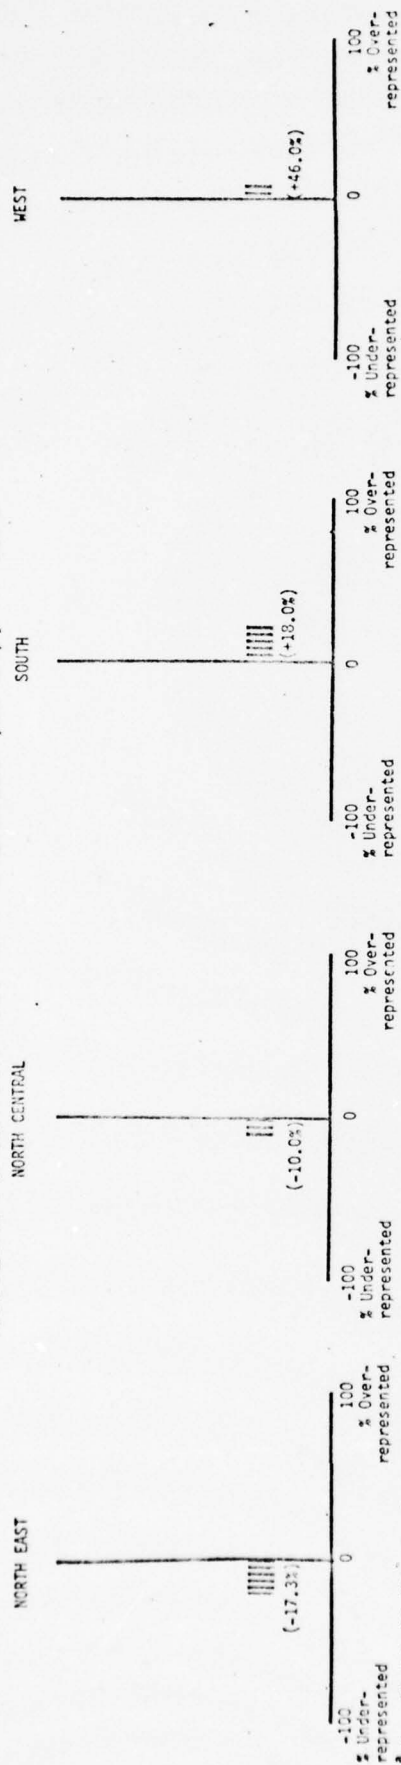 NORTH EAST
(-17.3%)
-100
0
100
% Under-
represented
% Over-
represented
NORTH CENTRAL
(-10.0%)
-100
0
100
% Under-
represented
% Over-
represented
SOUTH
(+18.0%)
-100
0
100
% Under-
represented
% Over-
represented
WEST
(+46.0%)
-100
0
100
% Under-
represented
% Over-
represented